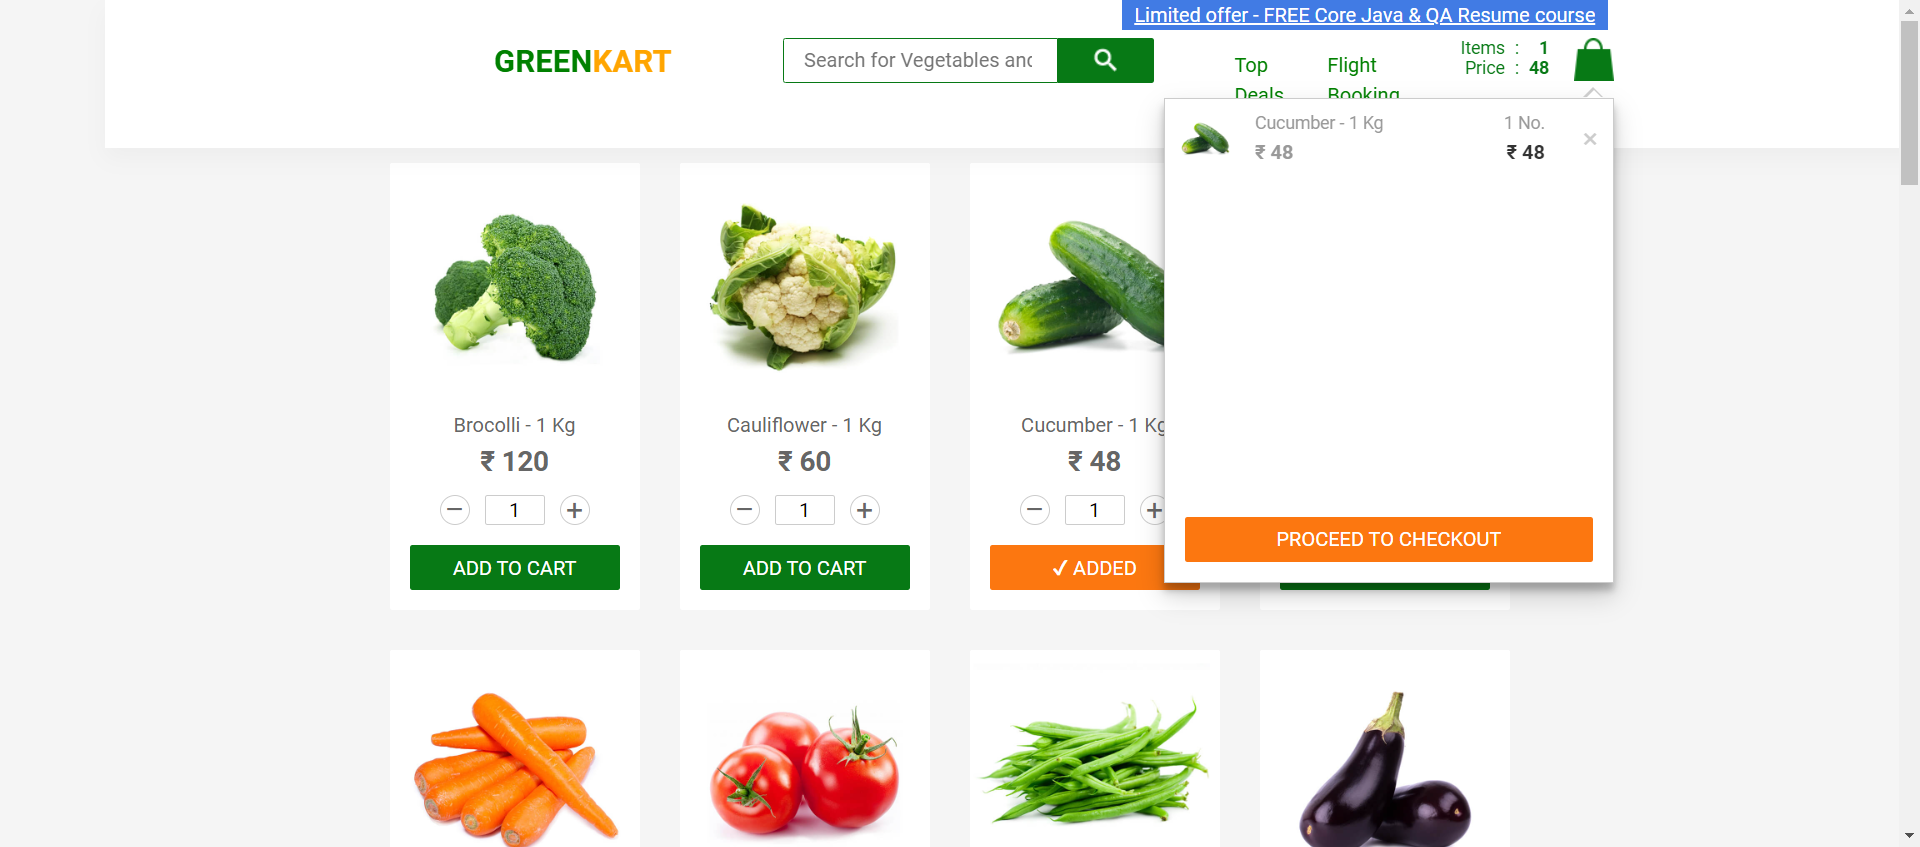 Limited offer - FREE Core Java & QA Resume course
GREENKART
Search for Vegetables and
Top Deals
Flight Booking
Items : 1
Price : 48
Cucumber - 1 Kg
₹ 48
1 No.
₹ 48
×
PROCEED TO CHECKOUT
Brocolli - 1 Kg
₹ 120
− 1 +
ADD TO CART
Cauliflower - 1 Kg
₹ 60
− 1 +
ADD TO CART
Cucumber - 1 Kg
₹ 48
− 1 +
✓ ADDED